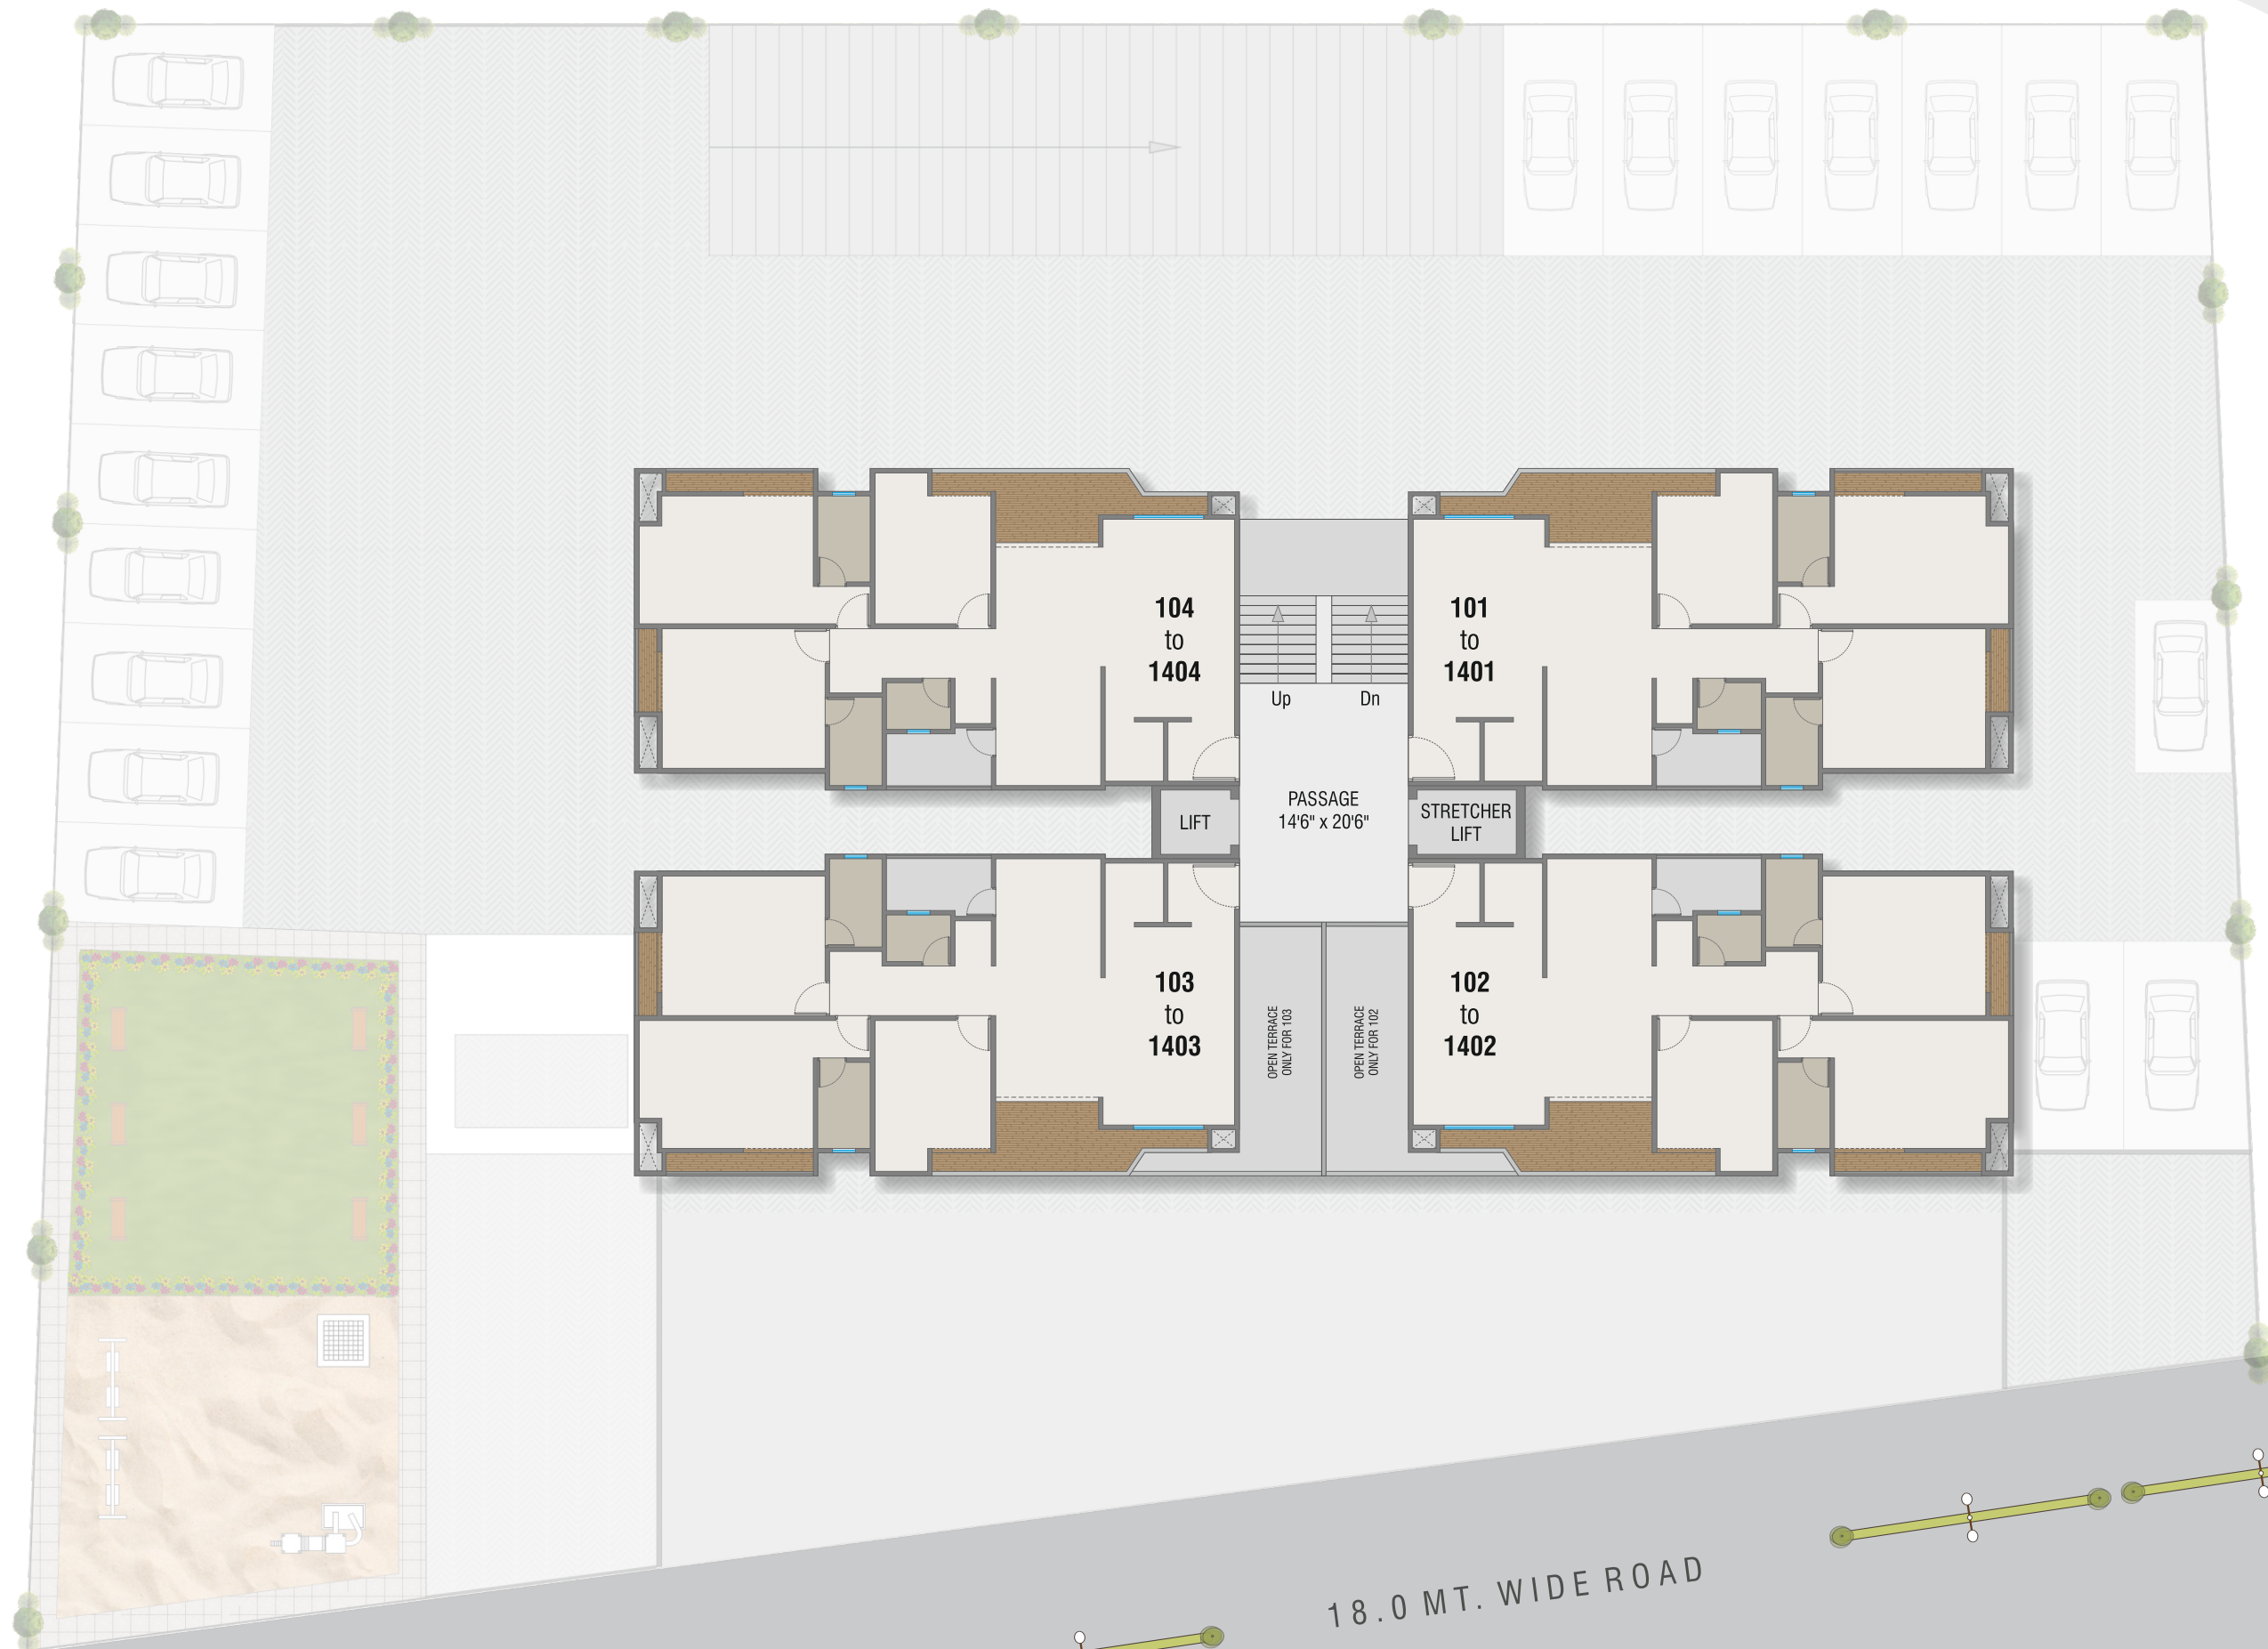 104
to
1404
101
to
1401
Up
Dn
LIFT
PASSAGE
14'6" x 20'6"
STRETCHER
LIFT
103
to
1403
OPEN TERRACE
ONLY FOR 103
OPEN TERRACE
ONLY FOR 102
102
to
1402
18.0 MT. WIDE ROAD